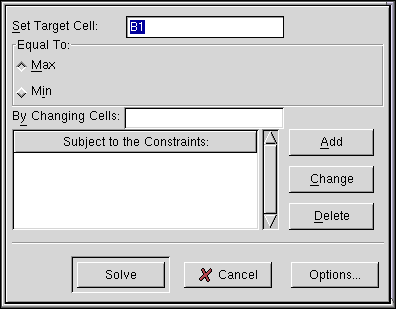 Set Target Cell: B1
Equal To:
Max
Min
By Changing Cells:
Subject to the Constraints:
Add
Change
Delete
Solve
Cancel
Options...